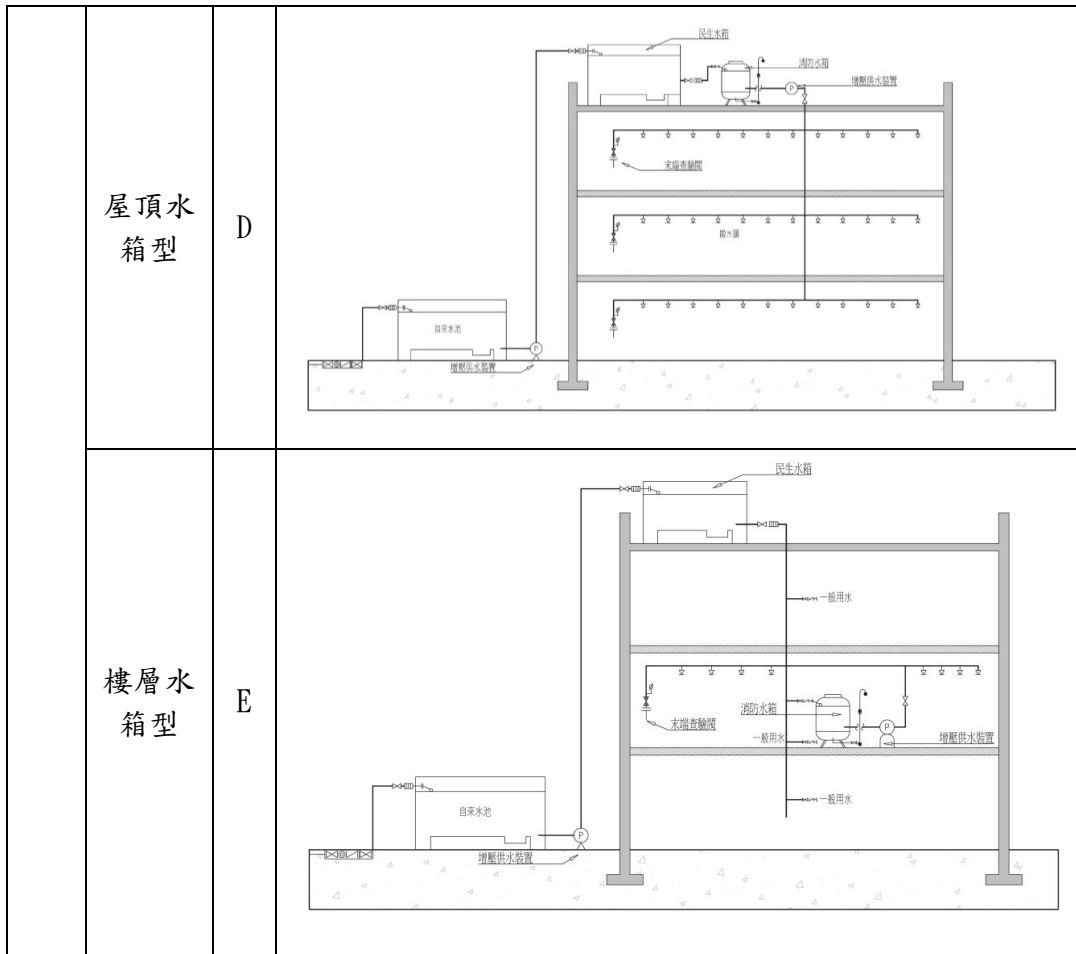 屋頂水
箱型
D
民生水箱
消防水箱
P
增壓供水裝置
末端查驗閥
撒水頭
自來水池
P
增壓供水裝置
樓層水
箱型
E
民生水箱
一般用水
消防水箱
末端查驗閥
P
一般用水
增壓供水裝置
一般用水
自來水池
P
增壓供水裝置